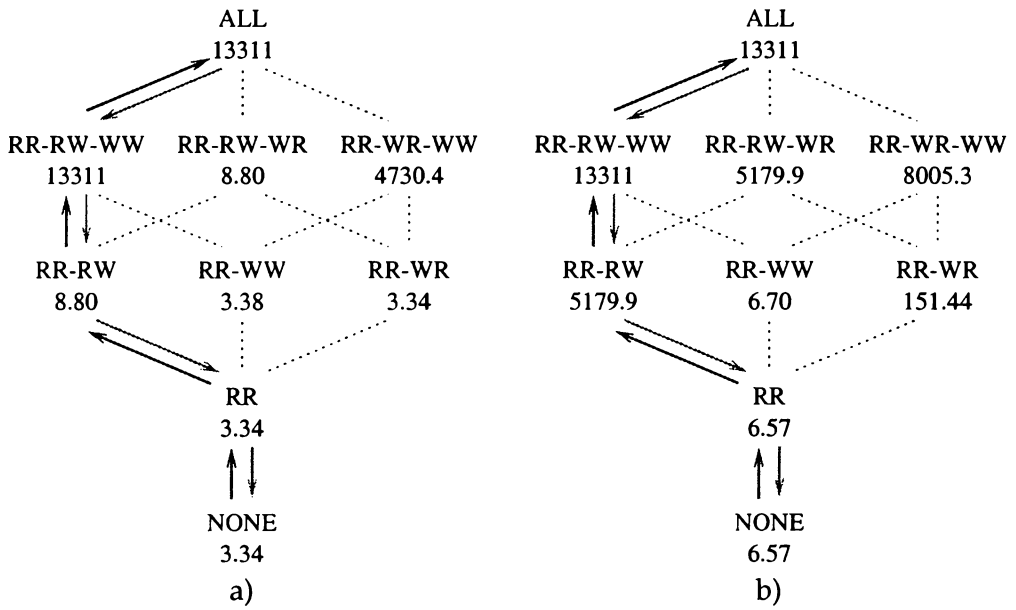 ALL
13311
RR-RW-WW RR-RW-WR RR-WR-WW
13311 8.80 4730.4
RR-RW RR-WW RR-WR
8.80 3.38 3.34
RR
3.34
NONE
3.34
a)
ALL
13311
RR-RW-WW RR-RW-WR RR-WR-WW
13311 5179.9 8005.3
RR-RW RR-WW RR-WR
5179.9 6.70 151.44
RR
6.57
NONE
6.57
b)